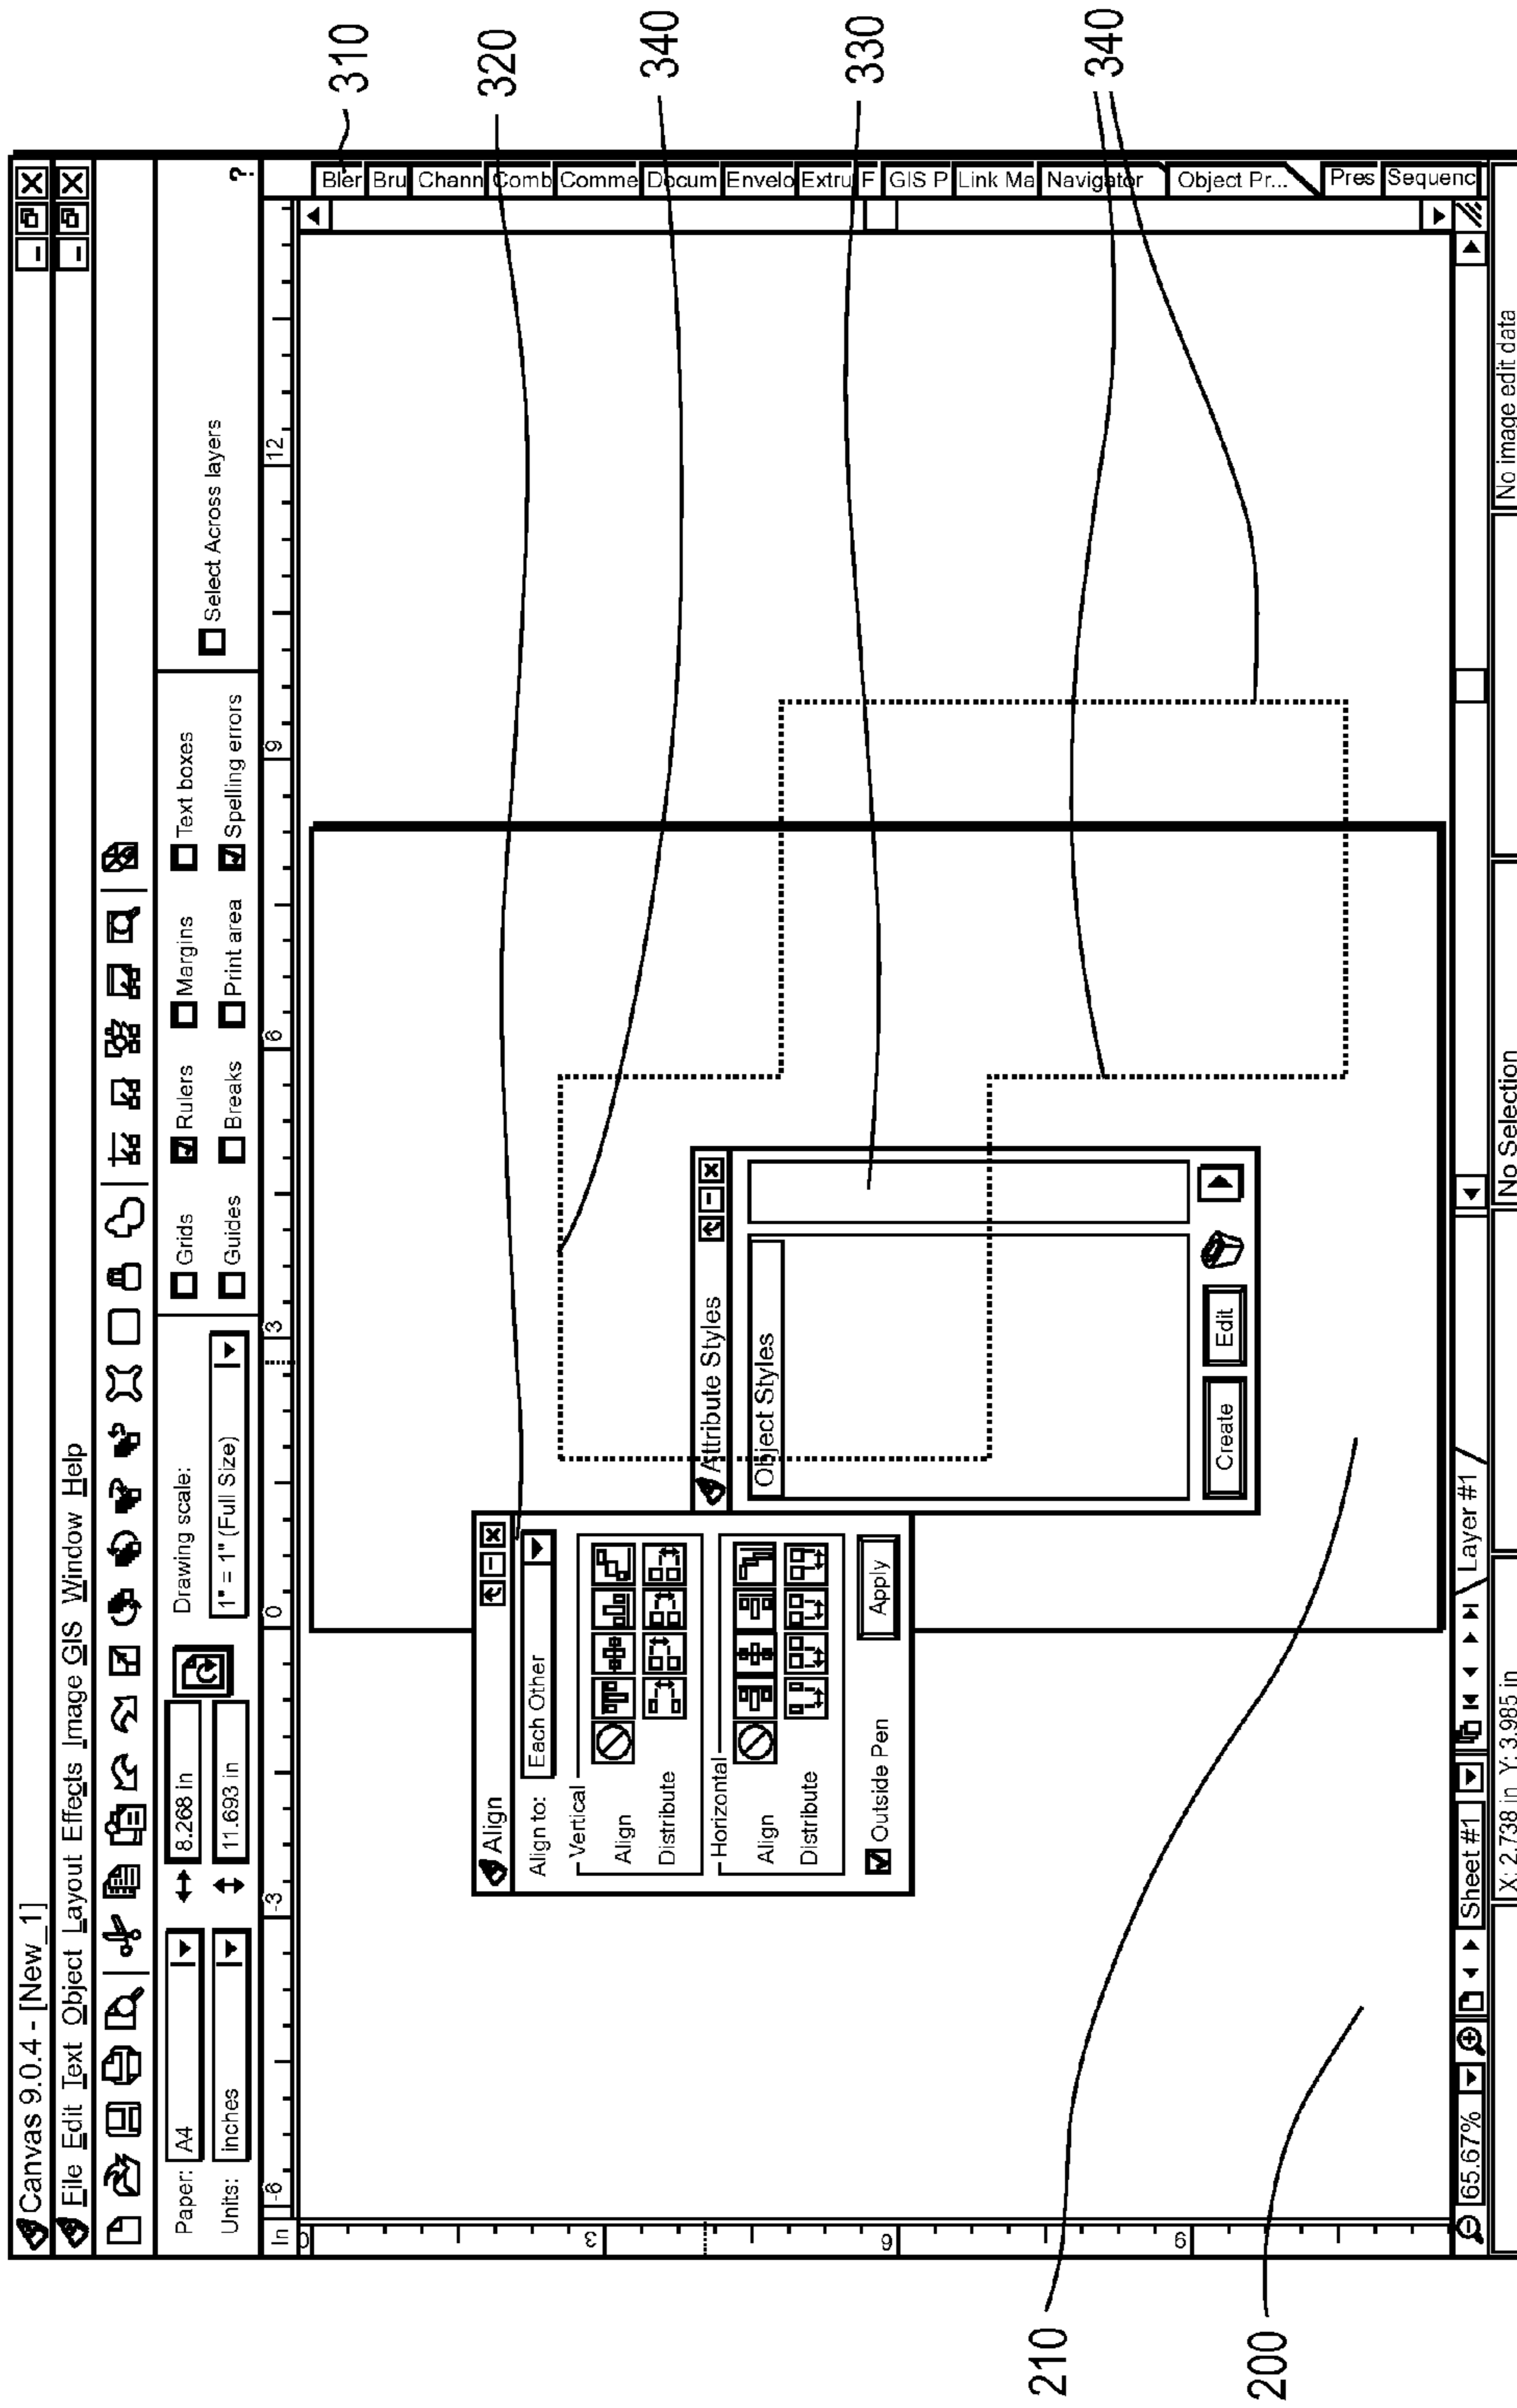 Canvas 9.0.4 - [New_1]
File Edit Text Object Layout Effects Image GIS Window Help
Paper: A4
8.268 in
Drawing scale:
Grids
Rulers
Margins
Text boxes
Select Across layers
?
Units: inches
11.693 in
1" = 1" (Full Size)
Guides
Breaks
Print area
Spelling errors
In
-6
-3
0
3
6
9
12
0
3
6
9
Bler
Bru
Chann
Comb
Comme
Docum
Envelo
Extru
F
GIS P
Link Ma
Navigator
Object Pr...
Pres
Sequenc
Align
Align to: Each Other
Vertical
Align
Distribute
Horizontal
Align
Distribute
Outside Pen
Apply
Attribute Styles
Object Styles
Create
Edit
65.67%
Sheet #1
Layer #1
X: 2.738 in Y: 3.985 in
No Selection
No image edit data
310
320
340
330
340
210
200